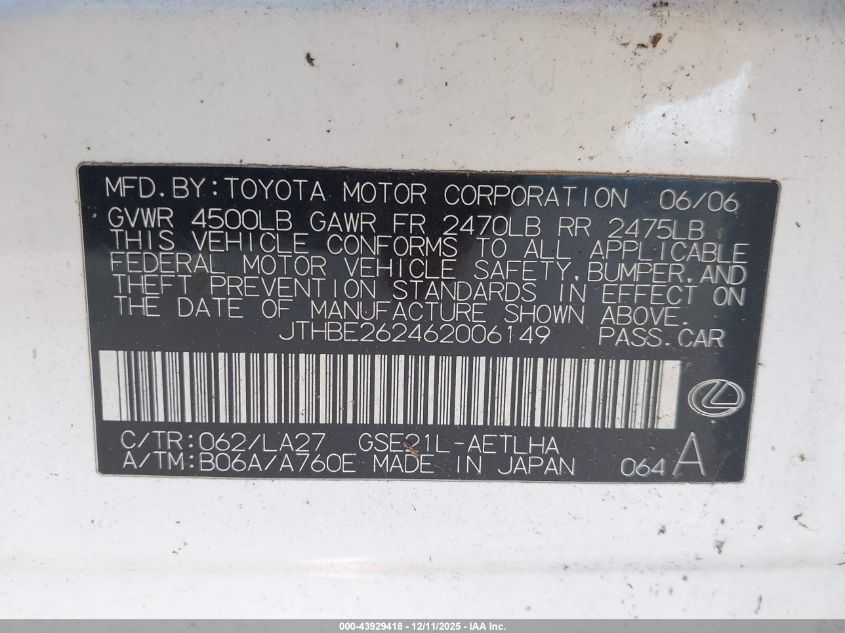 MFD.BY:TOYOTA MOTOR CORPORATION 06/06
GVWR 4500LB GAWR FR 2470LB RR 2475LB
THIS VEHICLE CONFORMS TO ALL APPLICABLE
FEDERAL MOTOR VEHICLE SAFETY, BUMPER, AND
THEFT PREVENTION STANDARDS IN EFFECT ON
THE DATE OF MANUFACTURE SHOWN ABOVE.
JTHBE262462006149 PASS.CAR
C/TR:062/LA27 GSE21L-AETLHA
A/TM:B06A/A760E MADE IN JAPAN 064 A
000-43929418 - 12/11/2025 - IAA Inc.